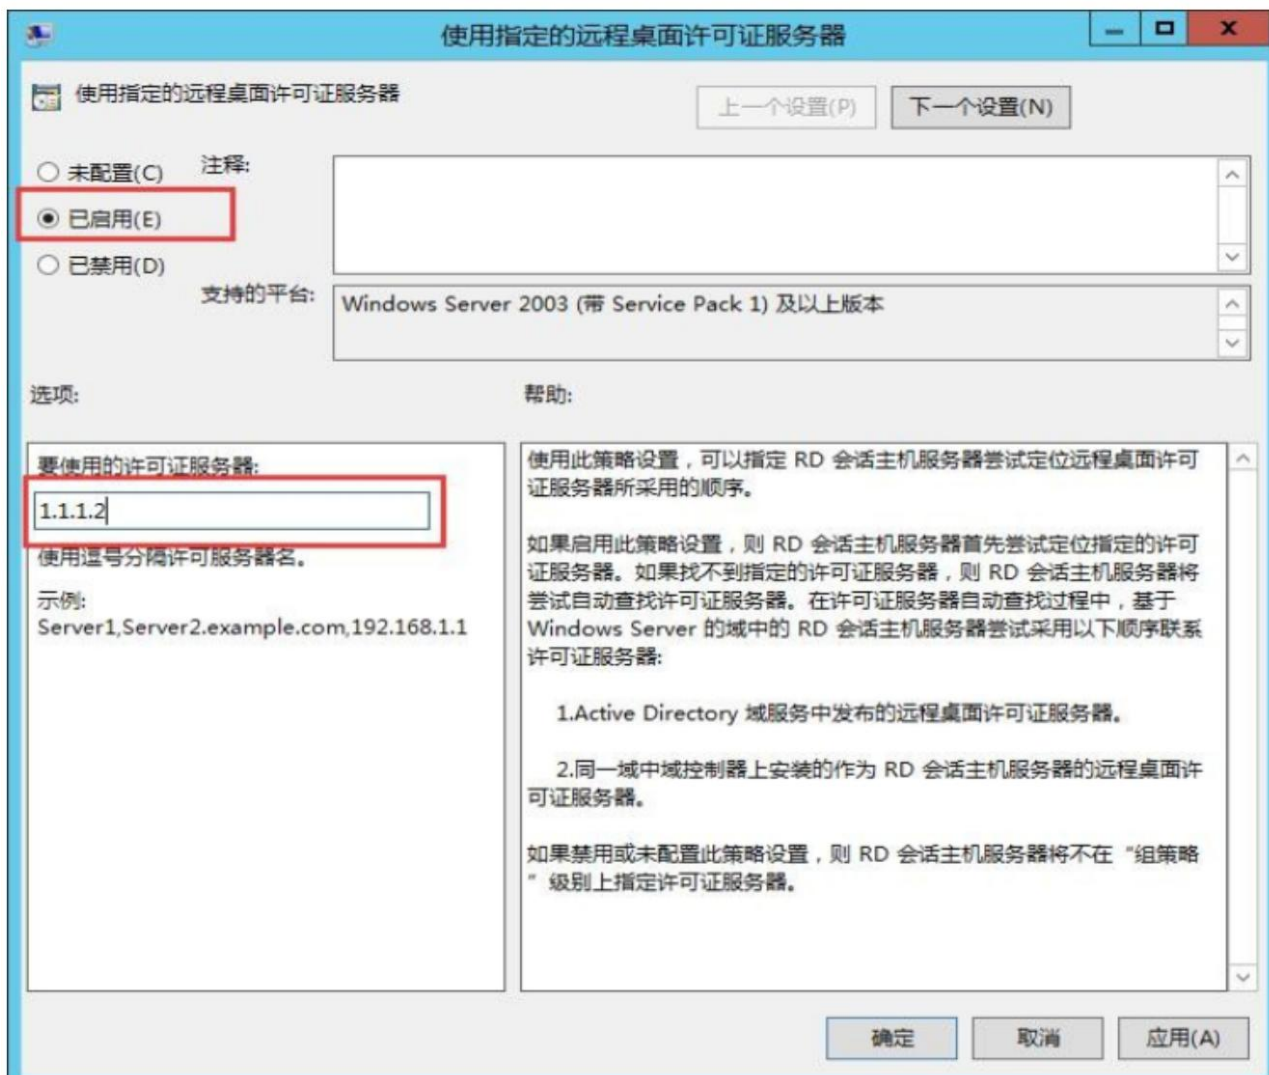 使用指定的远程桌面许可证服务器
使用指定的远程桌面许可证服务器
上一个设置(P)
下一个设置(N)
未配置(C)
注释:
已启用(E)
已禁用(D)
支持的平台:
Windows Server 2003 (带 Service Pack 1) 及以上版本
选项:
帮助:
要使用的许可证服务器:
1.1.1.2
使用逗号分隔许可服务器名。
示例:
Server1,Server2.example.com,192.168.1.1
使用此策略设置，可以指定 RD 会话主机服务器尝试定位远程桌面许可
证服务器所采用的顺序。
如果启用此策略设置，则 RD 会话主机服务器首先尝试定位指定的许可
证服务器。如果找不到指定的许可证服务器，则 RD 会话主机服务器将
尝试自动查找许可证服务器。在许可证服务器自动查找过程中，基于
Windows Server 的域中的 RD 会话主机服务器尝试采用以下顺序联系
许可证服务器:
1.Active Directory 域服务中发布的远程桌面许可证服务器。
2.同一域中域控制器上安装的作为 RD 会话主机服务器的远程桌面许
可证服务器。
如果禁用或未配置此策略设置，则 RD 会话主机服务器将不在“组策略
”级别上指定许可证服务器。
确定
取消
应用(A)